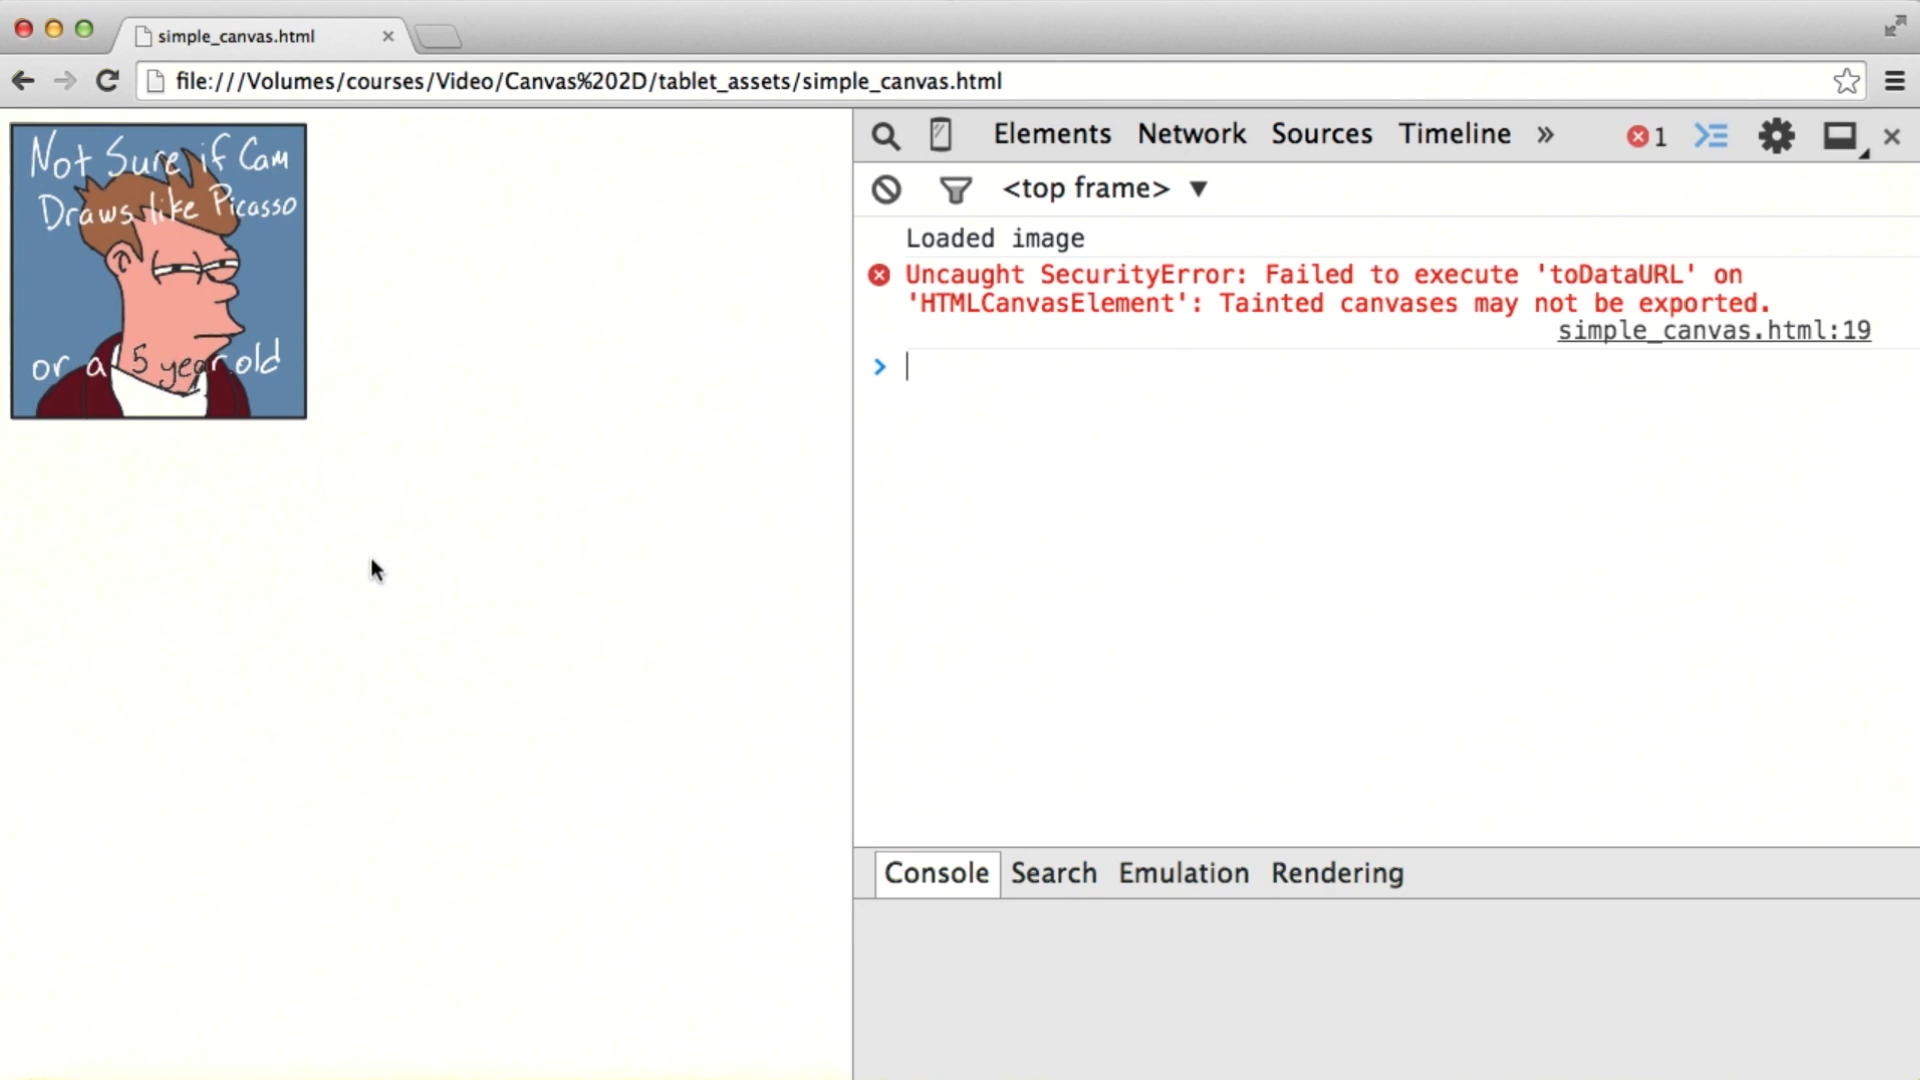 simple_canvas.html
file:///Volumes/courses/Video/Canvas%202D/tablet_assets/simple_canvas.html
Not Sure if Cam
Draws like Picasso
or a 5 year old
Elements Network Sources Timeline » 1
<top frame> ▼
Loaded image
Uncaught SecurityError: Failed to execute 'toDataURL' on
'HTMLCanvasElement': Tainted canvases may not be exported.
simple_canvas.html:19
Console Search Emulation Rendering